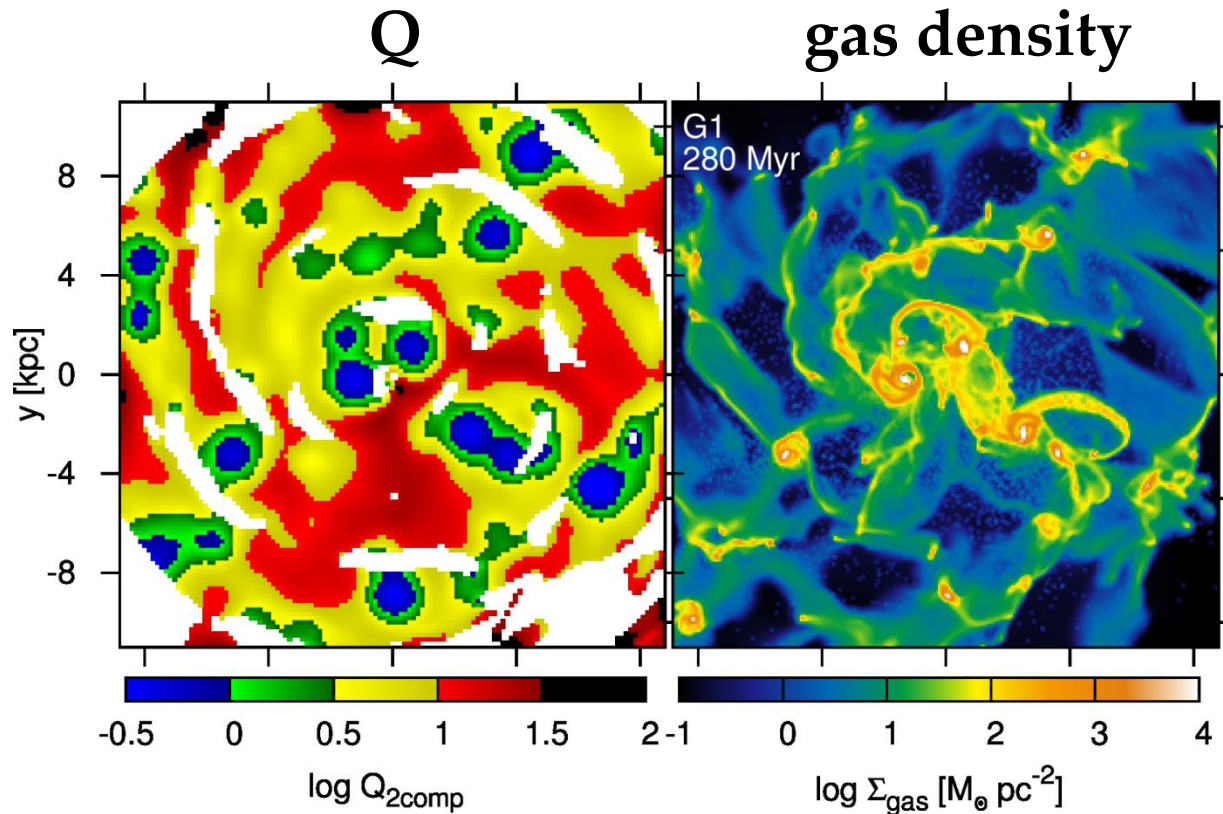 Q
gas density
G1
280 Myr
8
4
0
-4
-8
y [kpc]
-0.5 0 0.5 1 1.5 2
-1 0 1 2 3 4
log Q2comp
log Σgas [M⊙ pc-2]